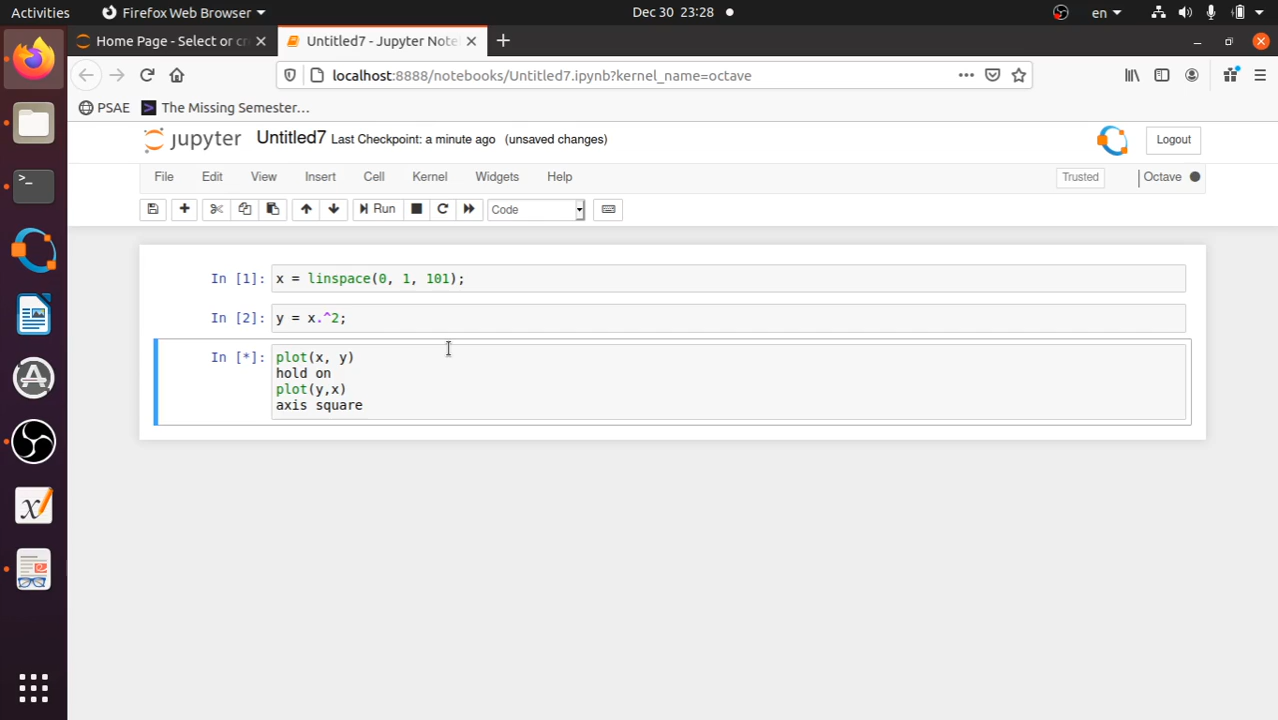 Activities
Firefox Web Browser
Dec 30 23:28
en
Home Page - Select or cr
Untitled7 - Jupyter Note
localhost:8888/notebooks/Untitled7.ipynb?kernel_name=octave
PSAE
The Missing Semester…
jupyter
Untitled7
Last Checkpoint: a minute ago
(unsaved changes)
Logout
File
Edit
View
Insert
Cell
Kernel
Widgets
Help
Trusted
Octave
Run
Code
In [1]:
x = linspace(0, 1, 101);
In [2]:
y = x.^2;
In [*]:
plot(x, y)
hold on
plot(y,x)
axis square